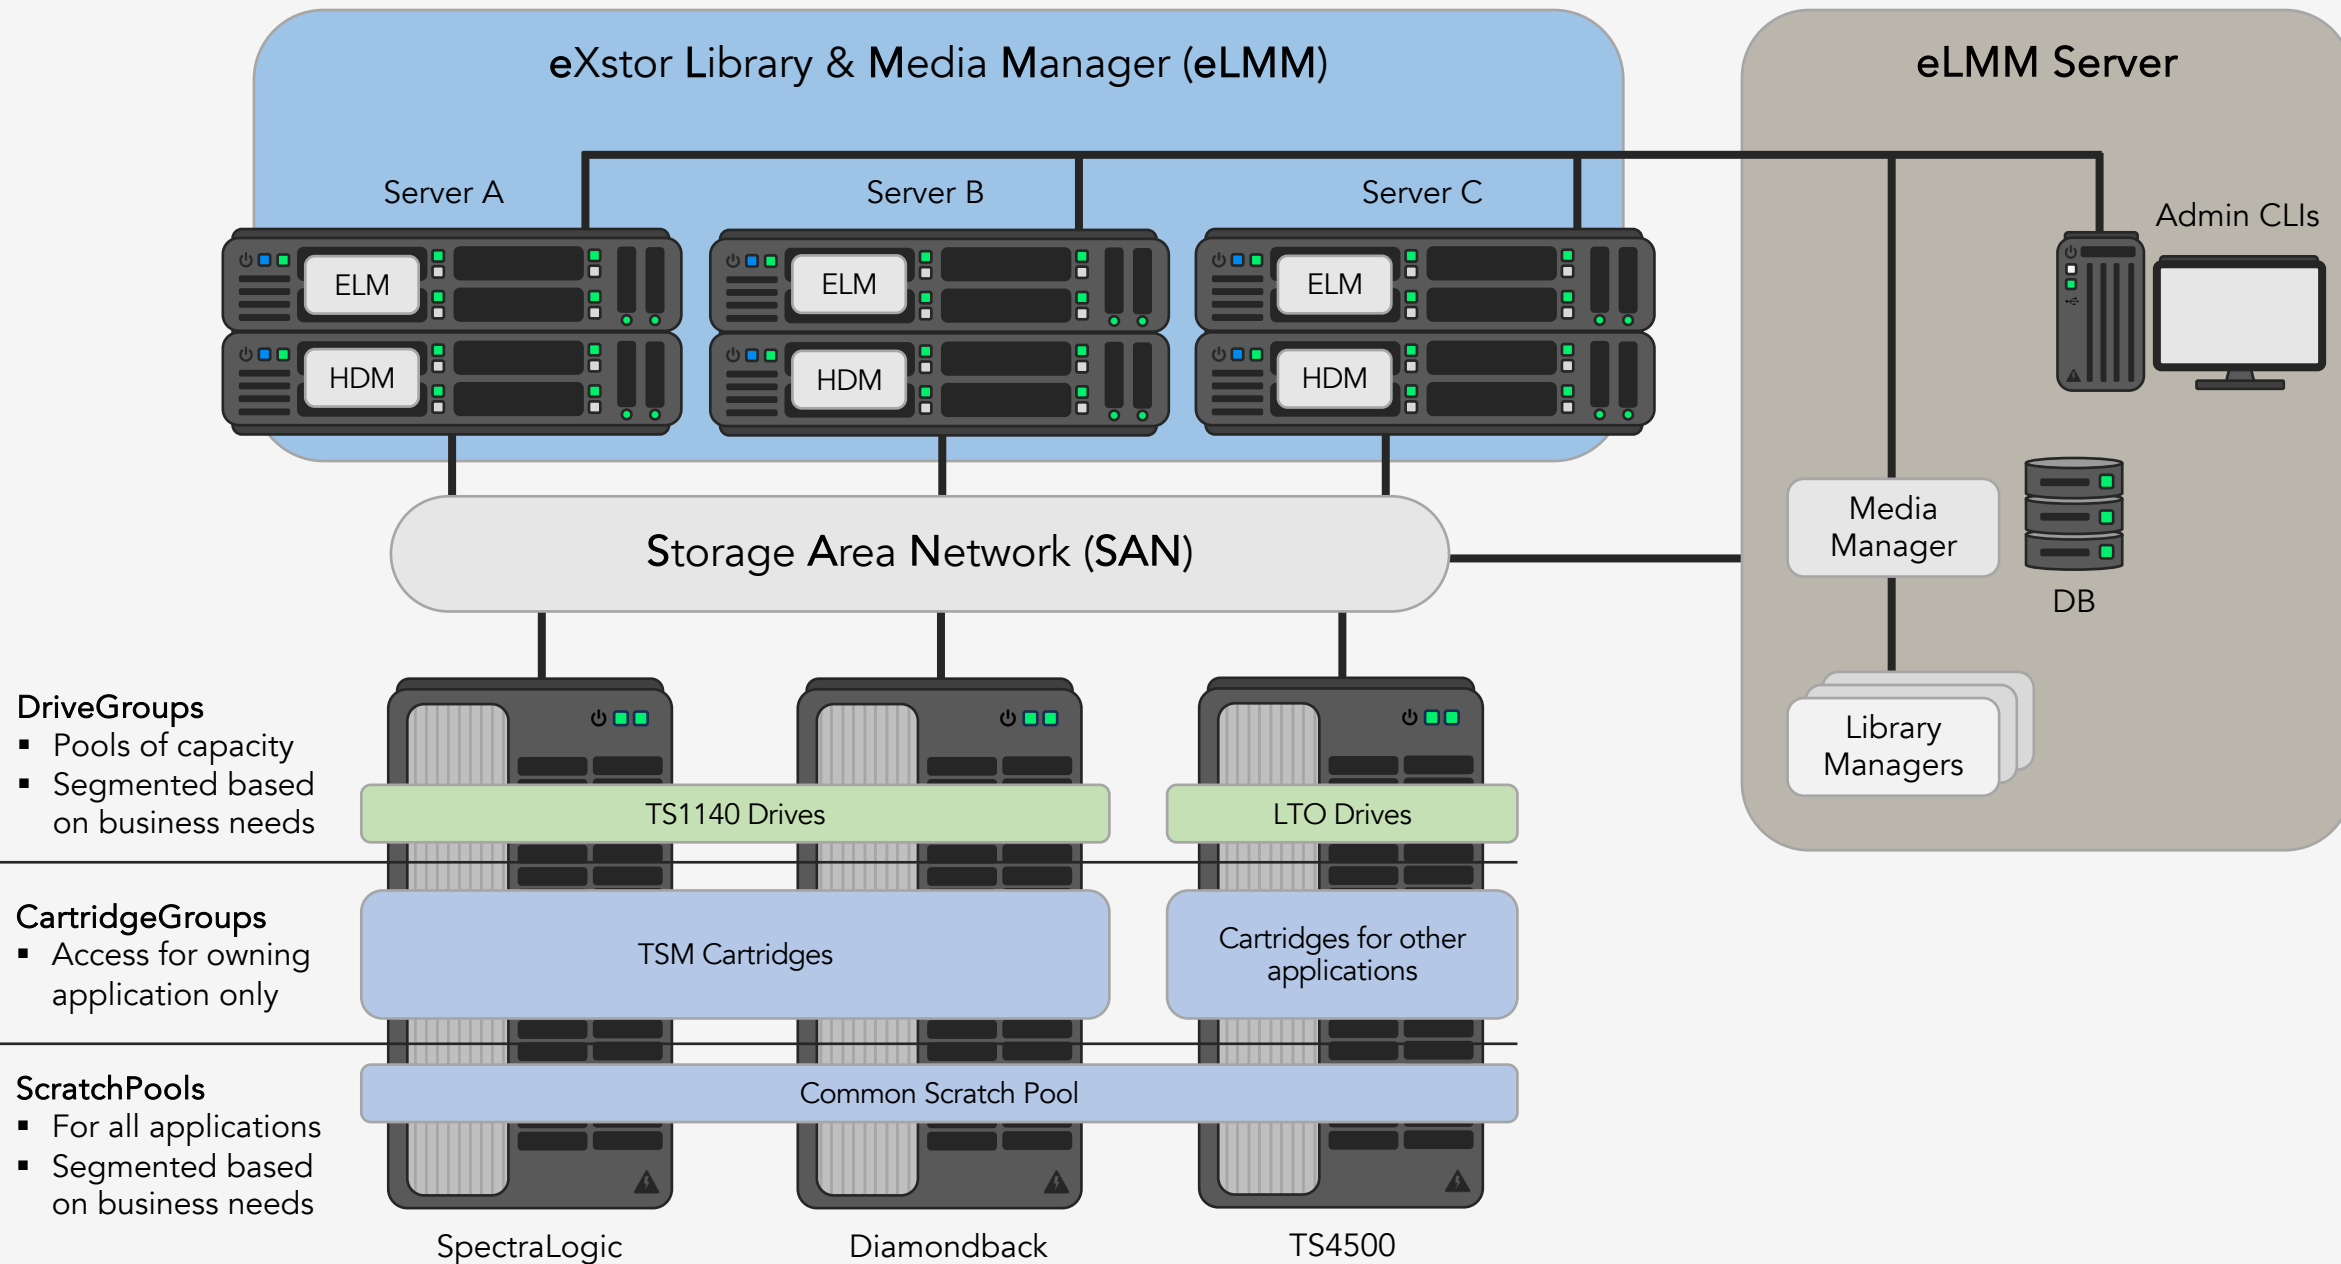 eXstor Library & Media Manager (eLMM)
eLMM Server
Server A
Server B
Server C
Admin CLIs
ELM
ELM
ELM
HDM
HDM
HDM
Storage Area Network (SAN)
Media
Manager
DB
Library
Managers
DriveGroups
▪ Pools of capacity
▪ Segmented based
on business needs
TS1140 Drives
LTO Drives
CartridgeGroups
▪ Access for owning
application only
TSM Cartridges
Cartridges for other
applications
ScratchPools
▪ For all applications
▪ Segmented based
on business needs
Common Scratch Pool
SpectraLogic
Diamondback
TS4500